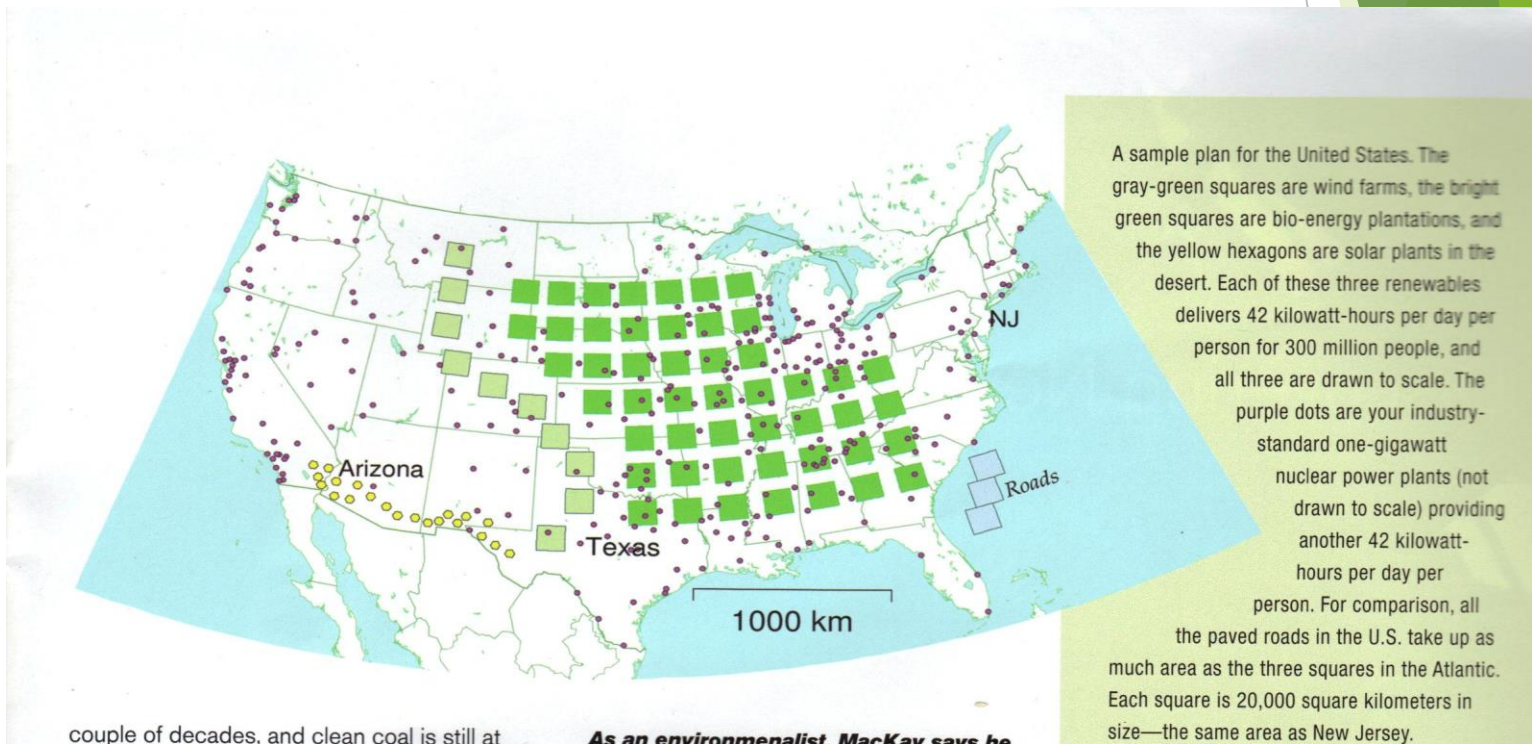 NJ
Arizona
Roads
Texas
1000 km
A sample plan for the United States. The
gray-green squares are wind farms, the bright
green squares are bio-energy plantations, and
the yellow hexagons are solar plants in the
desert. Each of these three renewables
delivers 42 kilowatt-hours per day per
person for 300 million people, and
all three are drawn to scale. The
purple dots are your industry-
standard one-gigawatt
nuclear power plants (not
drawn to scale) providing
another 42 kilowatt-
hours per day per
person. For comparison, all
the paved roads in the U.S. take up as
much area as the three squares in the Atlantic.
Each square is 20,000 square kilometers in
size—the same area as New Jersey.
couple of decades, and clean coal is still at
As an environmenalist, MacKay says he